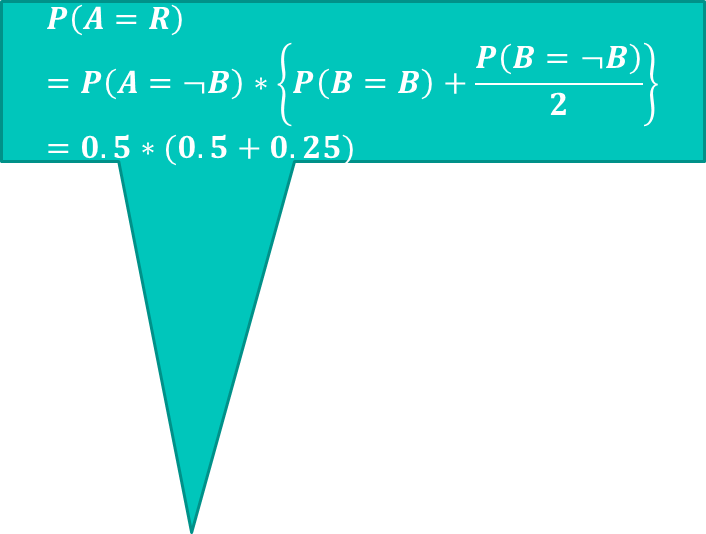 P(A = R)
= P(A = ¬B) * {P(B = B) + P(B = ¬B)/2}
= 0.5 * (0.5 + 0.25)